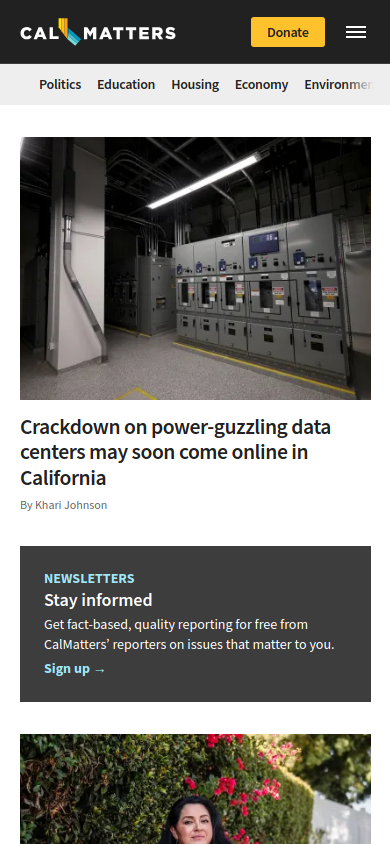 CAL MATTERS
Donate
Politics Education Housing Economy
Crackdown on power-guzzling data
centers may soon come online in
California
By Khari Johnson
NEWSLETTERS
Stay informed
Get fact-based, quality reporting for free from
CalMatters’ reporters on issues that matter to you.
Sign up →